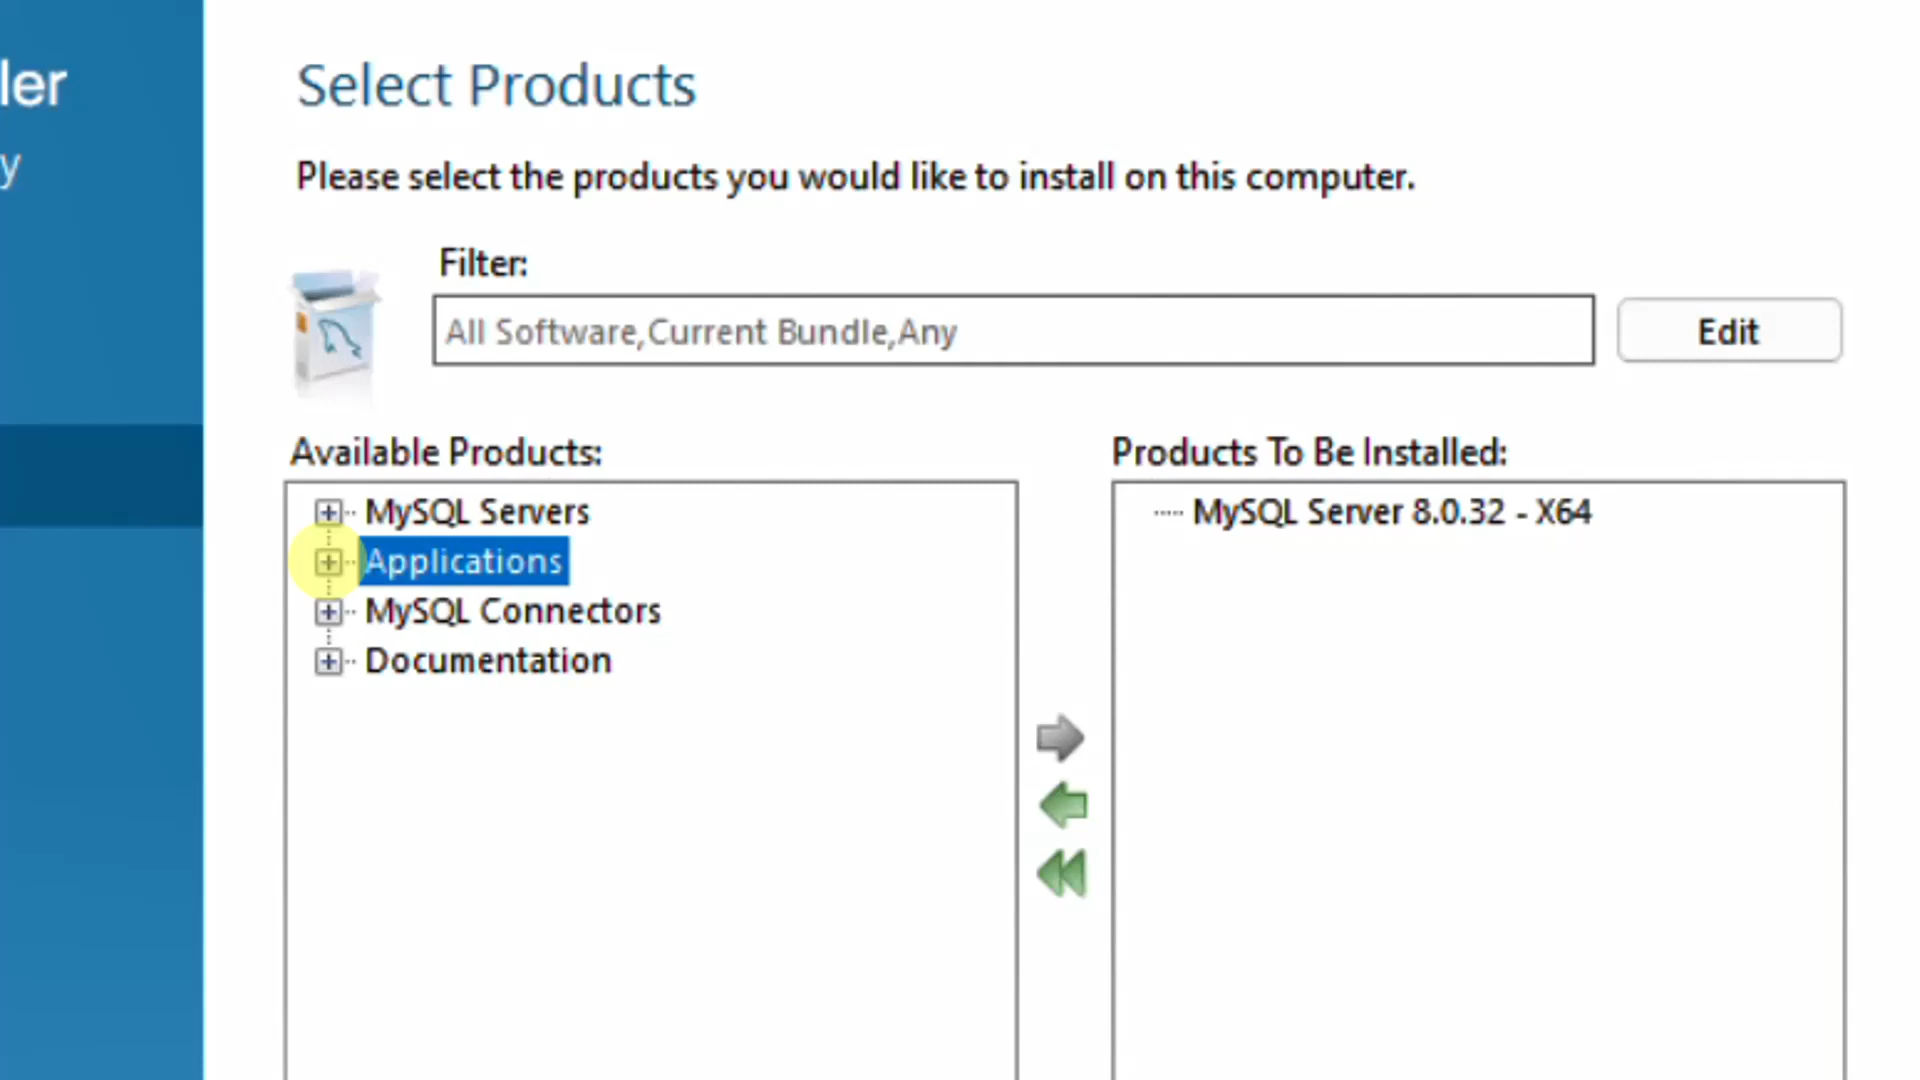 ler
y
Select Products
Please select the products you would like to install on this computer.
Filter:
All Software,Current Bundle,Any
Edit
Available Products:
Products To Be Installed:
MySQL Servers
Applications
MySQL Connectors
Documentation
MySQL Server 8.0.32 - X64